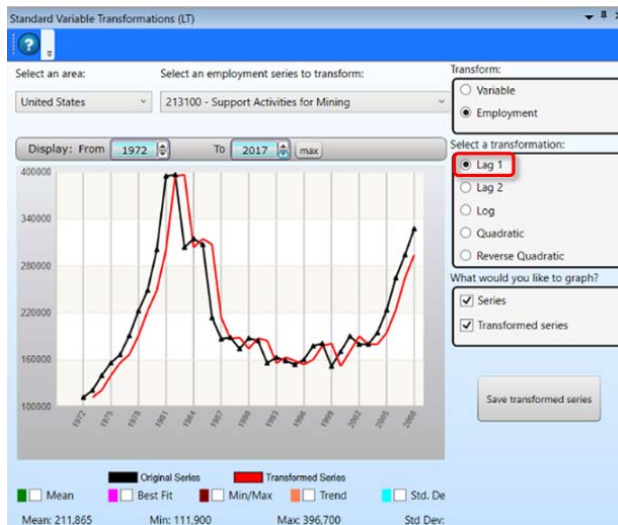 Standard Variable Transformations (LT)
Select an area:
Select an employment series to transform:
United States
213100 - Support Activities for Mining
Transform:
Variable
Employment
Display: From 1972 To 2017 max
Select a transformation:
Lag 1
Lag 2
Log
Quadratic
Reverse Quadratic
What would you like to graph?
Series
Transformed series
Save transformed series
400000
340000
280000
220000
160000
100000
1972 1975 1978 1981 1984 1987 1990 1993 1996 1999 2002 2005 2008
Original Series Transformed Series
Mean Best Fit Min/Max Trend Std. De
Mean: 211,865 Min: 111,900 Max: 396,700 Std Dev: